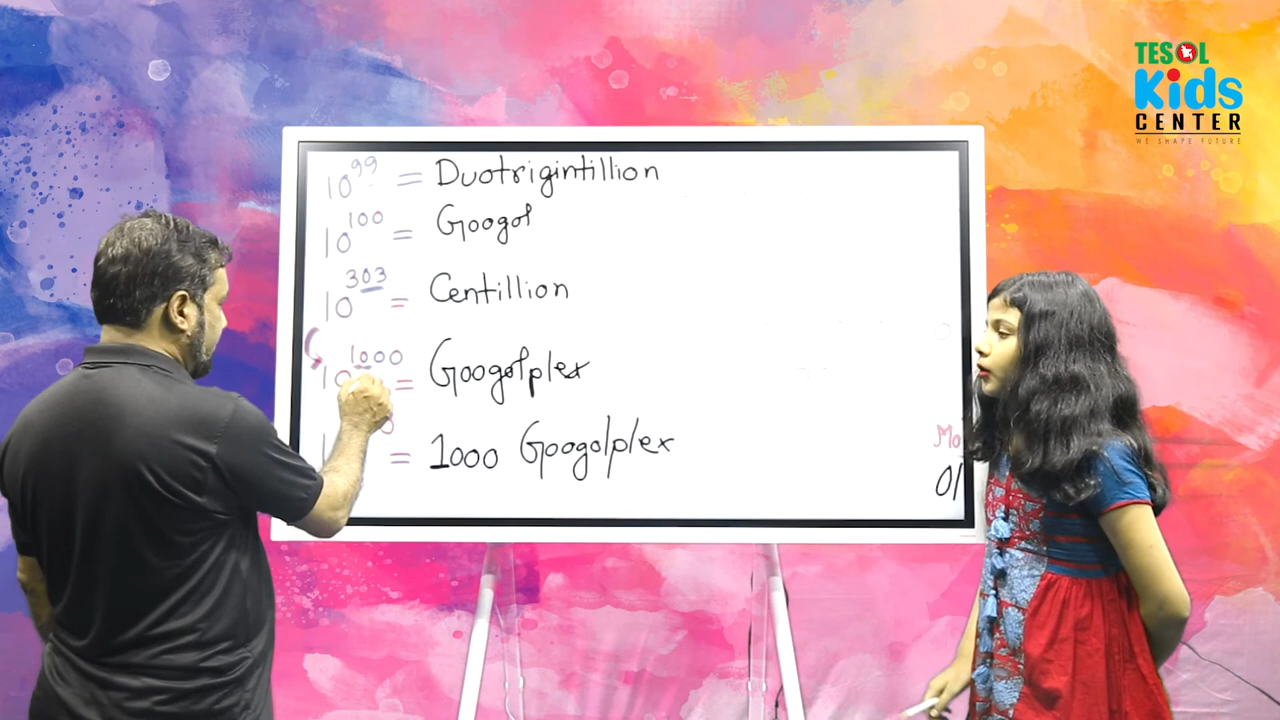 TESOL
Kids
CENTER
WE SHAPE FUTURE
10^99 = Duotrigintillion
10^100 = Googol
10^303 = Centillion
10^1000 = Googolplex
= 1000 Googolplex
Mo
01